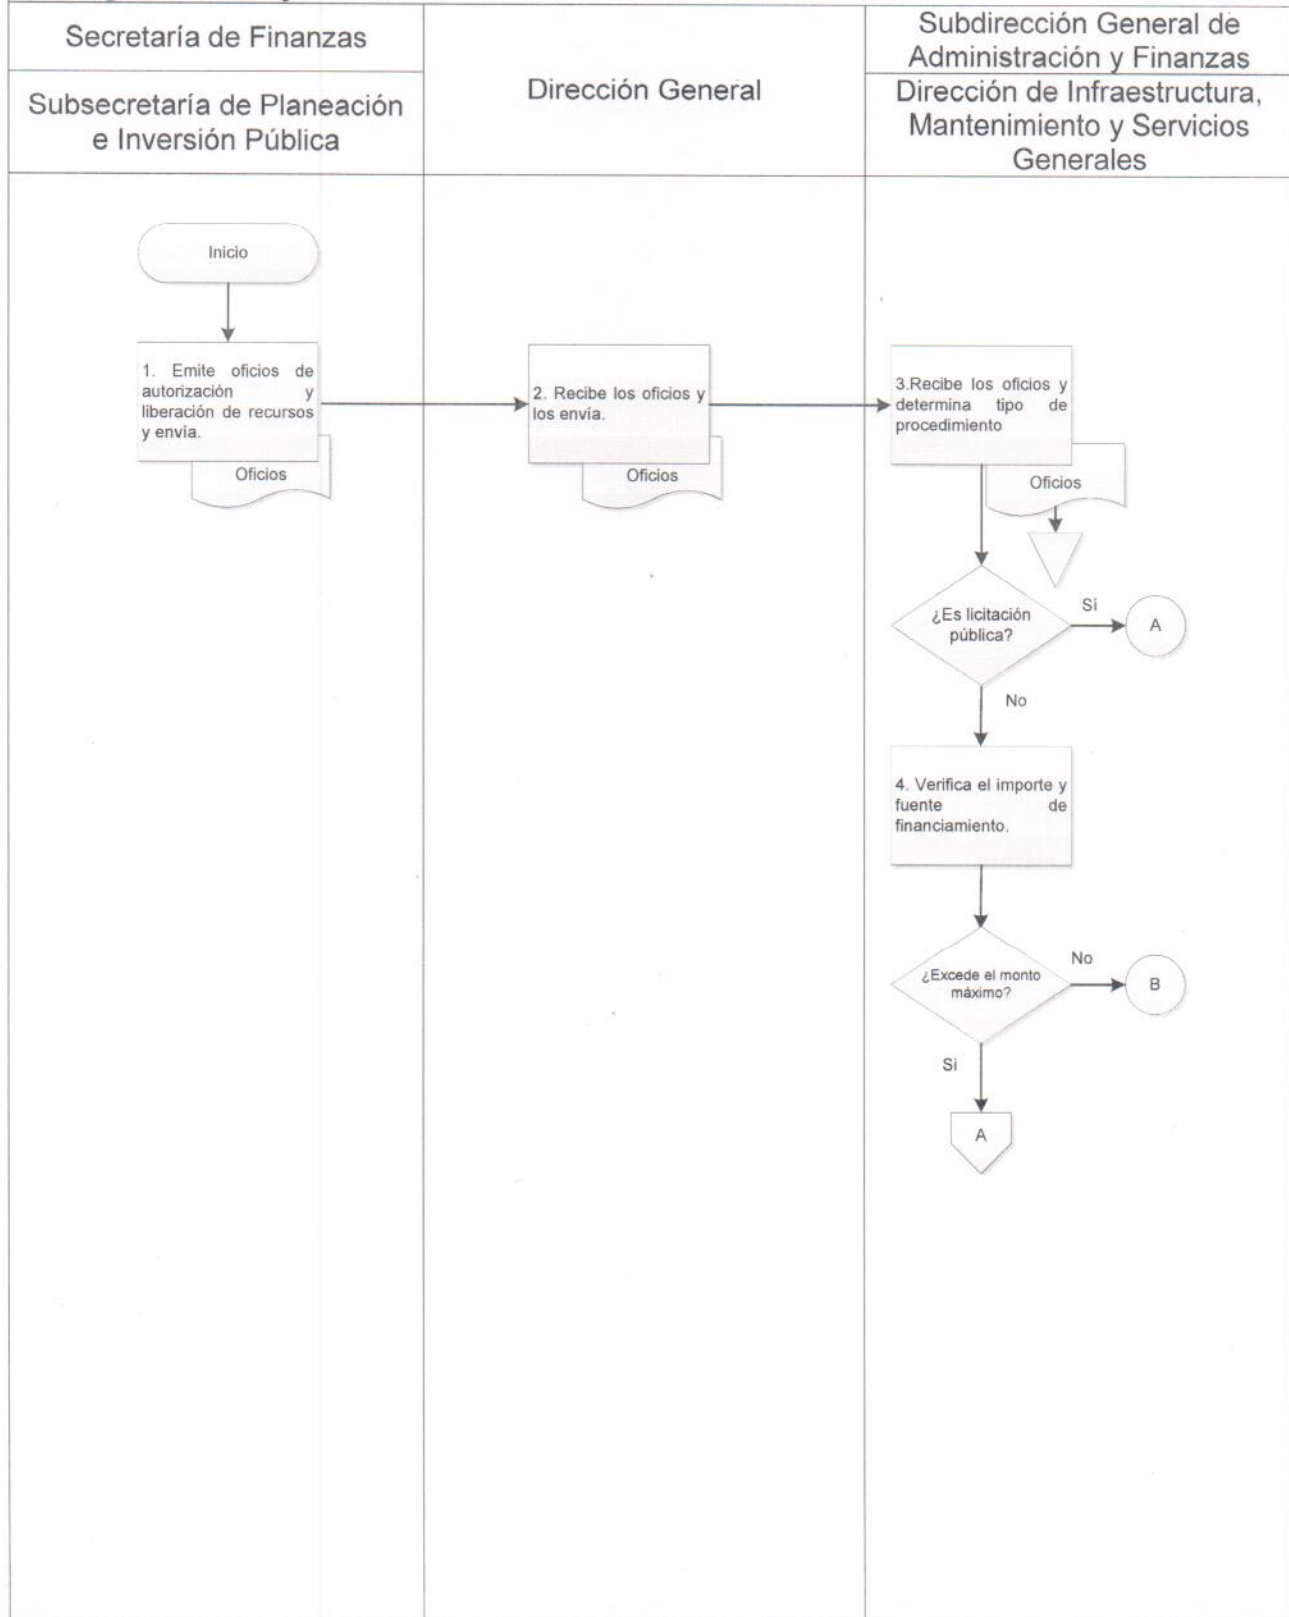 Secretaría de Finanzas
Subsecretaría de Planeación
e Inversión Pública
Dirección General
Subdirección General de
Administración y Finanzas
Dirección de Infraestructura,
Mantenimiento y Servicios
Generales
Inicio
1. Emite oficios de
autorización y
liberación de recursos
y envía.
Oficios
2. Recibe los oficios y
los envía.
Oficios
3.Recibe los oficios y
determina tipo de
procedimiento
Oficios
¿Es licitación
pública?
Sí
A
No
4. Verifica el importe y
fuente de
financiamiento.
¿Excede el monto
máximo?
No
B
Si
A